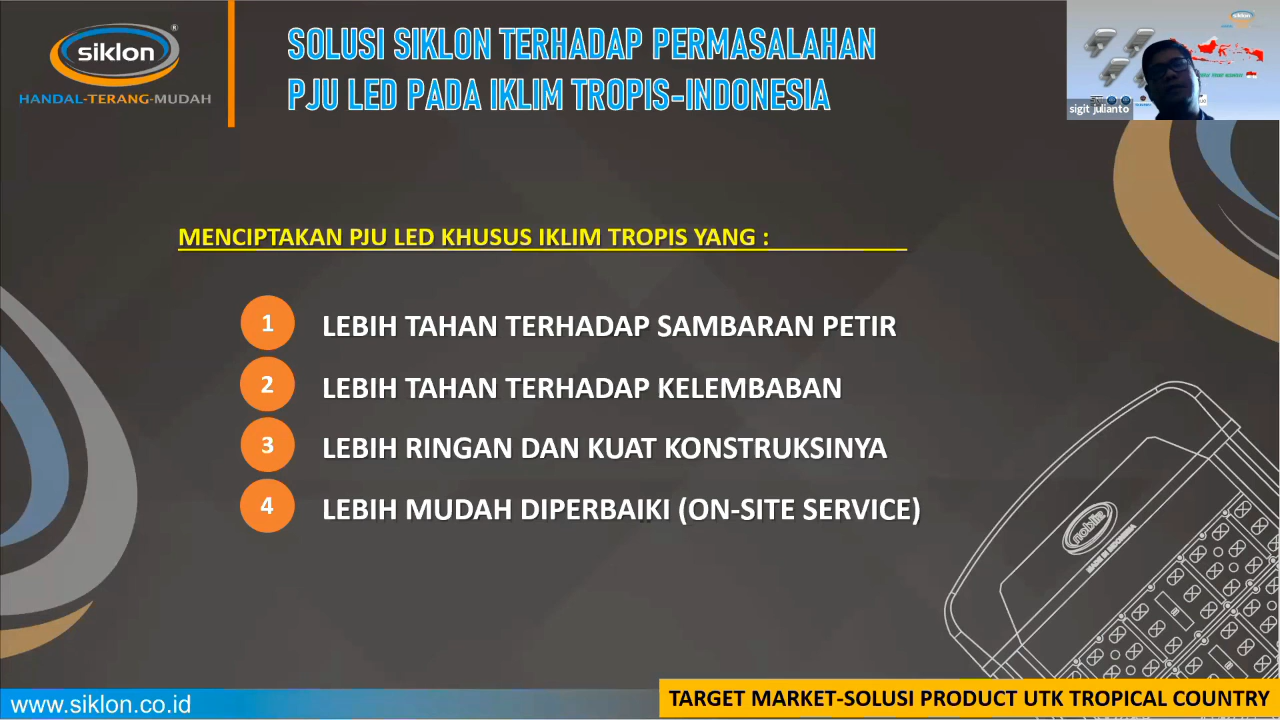 siklon®
HANDAL-TERANG-MUDAH
SOLUSI SIKLON TERHADAP PERMASALAHAN
PJU LED PADA IKLIM TROPIS-INDONESIA
sigit julianto
MENCIPTAKAN PJU LED KHUSUS IKLIM TROPIS YANG :
1 LEBIH TAHAN TERHADAP SAMBARAN PETIR
2 LEBIH TAHAN TERHADAP KELEMBABAN
3 LEBIH RINGAN DAN KUAT KONSTRUKSINYA
4 LEBIH MUDAH DIPERBAIKI (ON-SITE SERVICE)
siklon
MADE IN INDONESIA
www.siklon.co.id
TARGET MARKET-SOLUSI PRODUCT UTK TROPICAL COUNTRY